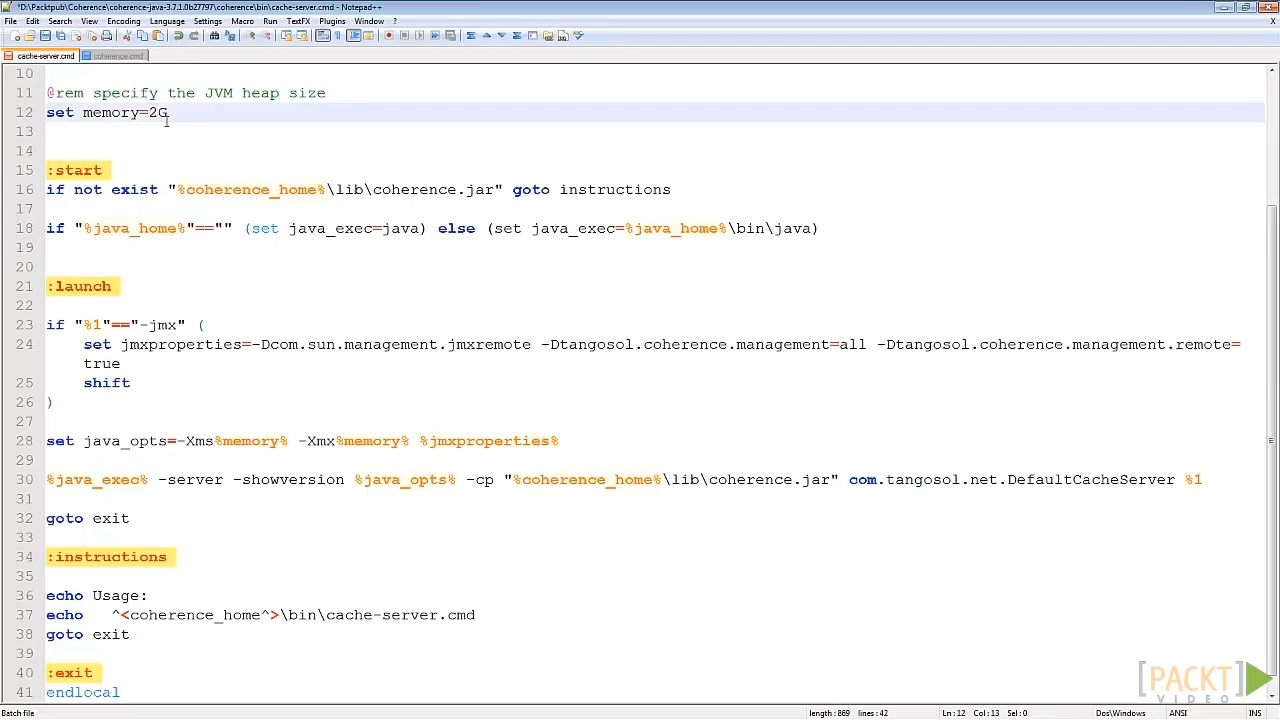 *D:\Packtpub\Coherence\coherence-java-3.7.1.0b27797\coherence\bin\cache-server.cmd - Notepad++
File Edit Search View Encoding Language Settings Macro Run TextFX Plugins Window ?
X
cache-server.cmd coherence.cmd
10
11 @rem specify the JVM heap size
12 set memory=2G
13
14
15 :start
16 if not exist "%coherence_home%\lib\coherence.jar" goto instructions
17
18 if "%java_home%"=="" (set java_exec=java) else (set java_exec=%java_home%\bin\java)
19
20
21 :launch
22
23 if "%1"=="-jmx" (
24 set jmxproperties=-Dcom.sun.management.jmxremote -Dtangosol.coherence.management=all -Dtangosol.coherence.management.remote=
true
25 shift
26 )
27
28 set java_opts=-Xms%memory% -Xmx%memory% %jmxproperties%
29
30 %java_exec% -server -showversion %java_opts% -cp "%coherence_home%\lib\coherence.jar" com.tangosol.net.DefaultCacheServer %1
31
32 goto exit
33
34 :instructions
35
36 echo Usage:
37 echo ^<coherence_home^>\bin\cache-server.cmd
38 goto exit
39
40 :exit
41 endlocal
[PACKT]
VIDEO
Batch file length : 869 lines : 42 Ln : 12 Col : 13 Sel : 0 Dos\Windows ANSI INS